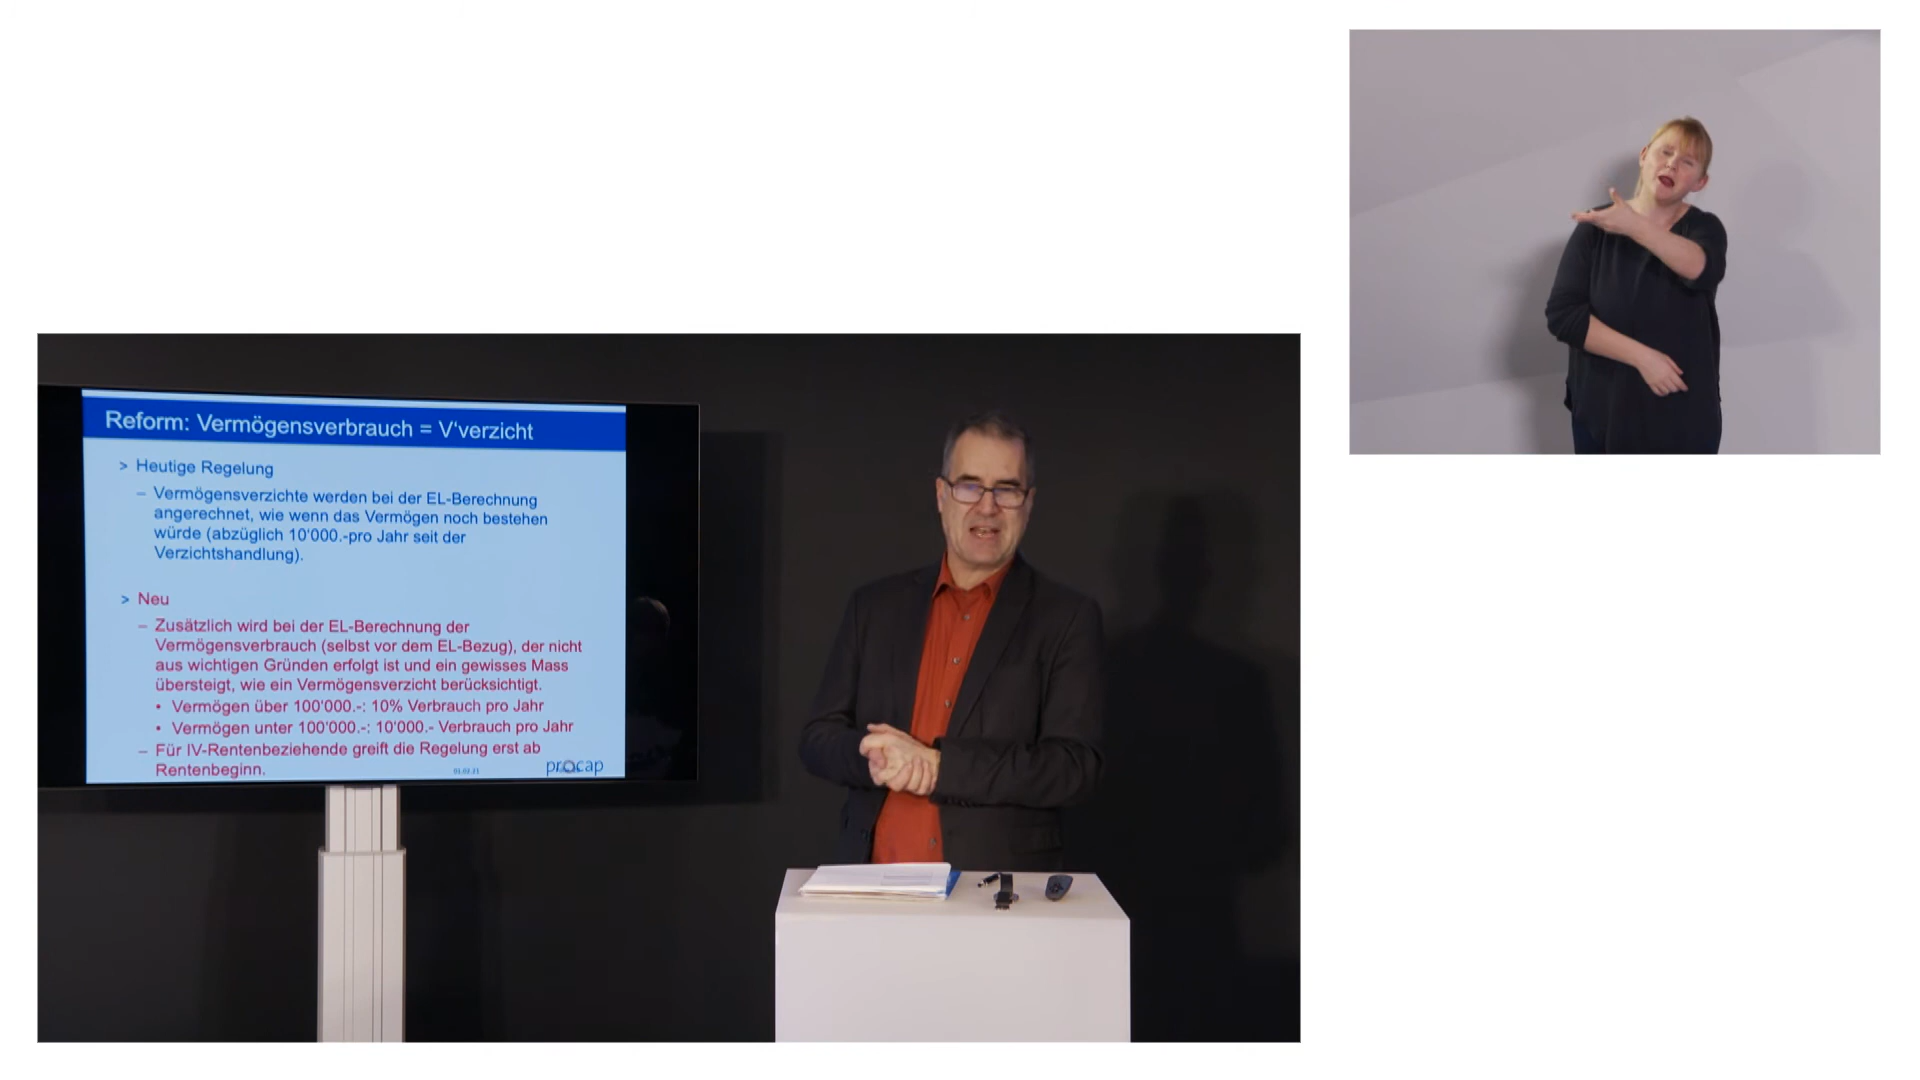 Reform: Vermögensverbrauch = V‘verzicht
> Heutige Regelung
– Vermögensverzichte werden bei der EL-Berechnung
angerechnet, wie wenn das Vermögen noch bestehen
würde (abzüglich 10'000.-pro Jahr seit der
Verzichtshandlung).
> Neu
– Zusätzlich wird bei der EL-Berechnung der
Vermögensverbrauch (selbst vor dem EL-Bezug), der nicht
aus wichtigen Gründen erfolgt ist und ein gewisses Mass
übersteigt, wie ein Vermögensverzicht berücksichtigt.
• Vermögen über 100'000.-: 10% Verbrauch pro Jahr
• Vermögen unter 100'000.-: 10'000.- Verbrauch pro Jahr
– Für IV-Rentenbeziehende greift die Regelung erst ab
Rentenbeginn.
procap